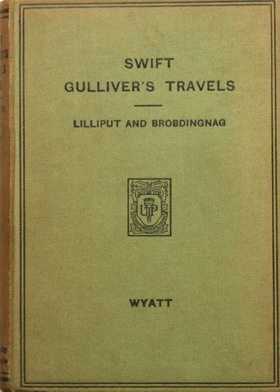 SWIFT
GULLIVER'S TRAVELS
LILLIPUT AND BROBDINGNAG
WYATT